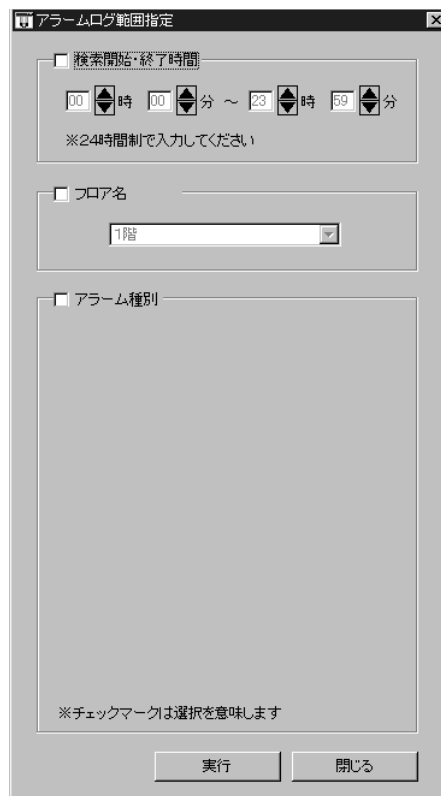 アラームログ範囲指定
検索開始・終了時間
00 時 00 分 ～ 23 時 59 分
※24時間制で入力してください
フロア名
1階
アラーム種別
※チェックマークは選択を意味します
実行 閉じる